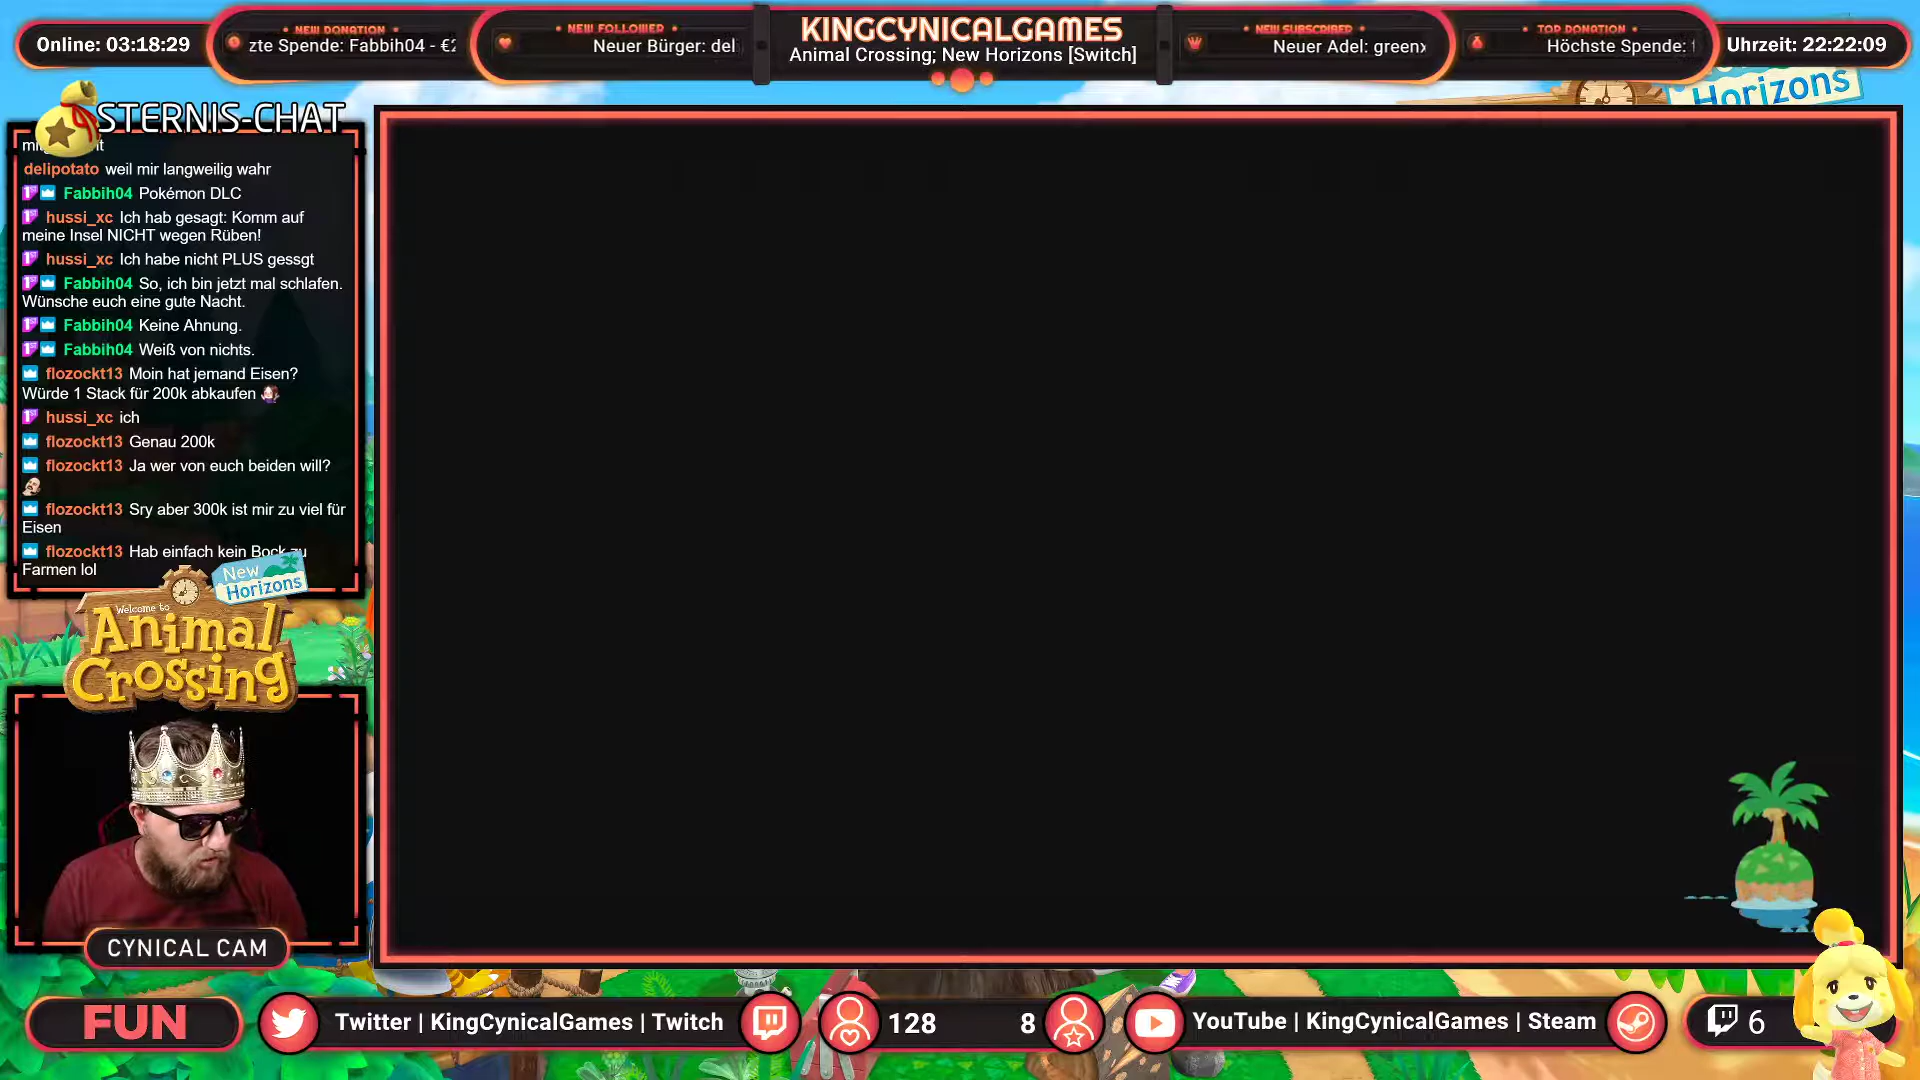 Online: 03:18:29
NEW DONATION
zte Spende: Fabbih04 - €2
NEW FOLLOWER
Neuer Bürger: del
KINGCYNICALGAMES
Animal Crossing; New Horizons [Switch]
NEW SUBSCRIBER
Neuer Adel: greenx
TOP DONATION
Höchste Spende:
Uhrzeit: 22:22:09
Horizons
STERNIS-CHAT
delipotato weil mir langweilig wahr
Fabbih04 Pokémon DLC
hussi_xc Ich hab gesagt: Komm auf
meine Insel NICHT wegen Rüben!
hussi_xc Ich habe nicht PLUS gessgt
Fabbih04 So, ich bin jetzt mal schlafen.
Wünsche euch eine gute Nacht.
Fabbih04 Keine Ahnung.
Fabbih04 Weiß von nichts.
flozockt13 Moin hat jemand Eisen?
Würde 1 Stack für 200k abkaufen
hussi_xc ich
flozockt13 Genau 200k
flozockt13 Ja wer von euch beiden will?
flozockt13 Sry aber 300k ist mir zu viel für
Eisen
flozockt13 Hab einfach kein Bock zu
Farmen lol
New
Horizons
Welcome to
Animal
Crossing
CYNICAL CAM
FUN
Twitter | KingCynicalGames | Twitch
128
8
YouTube | KingCynicalGames | Steam
6